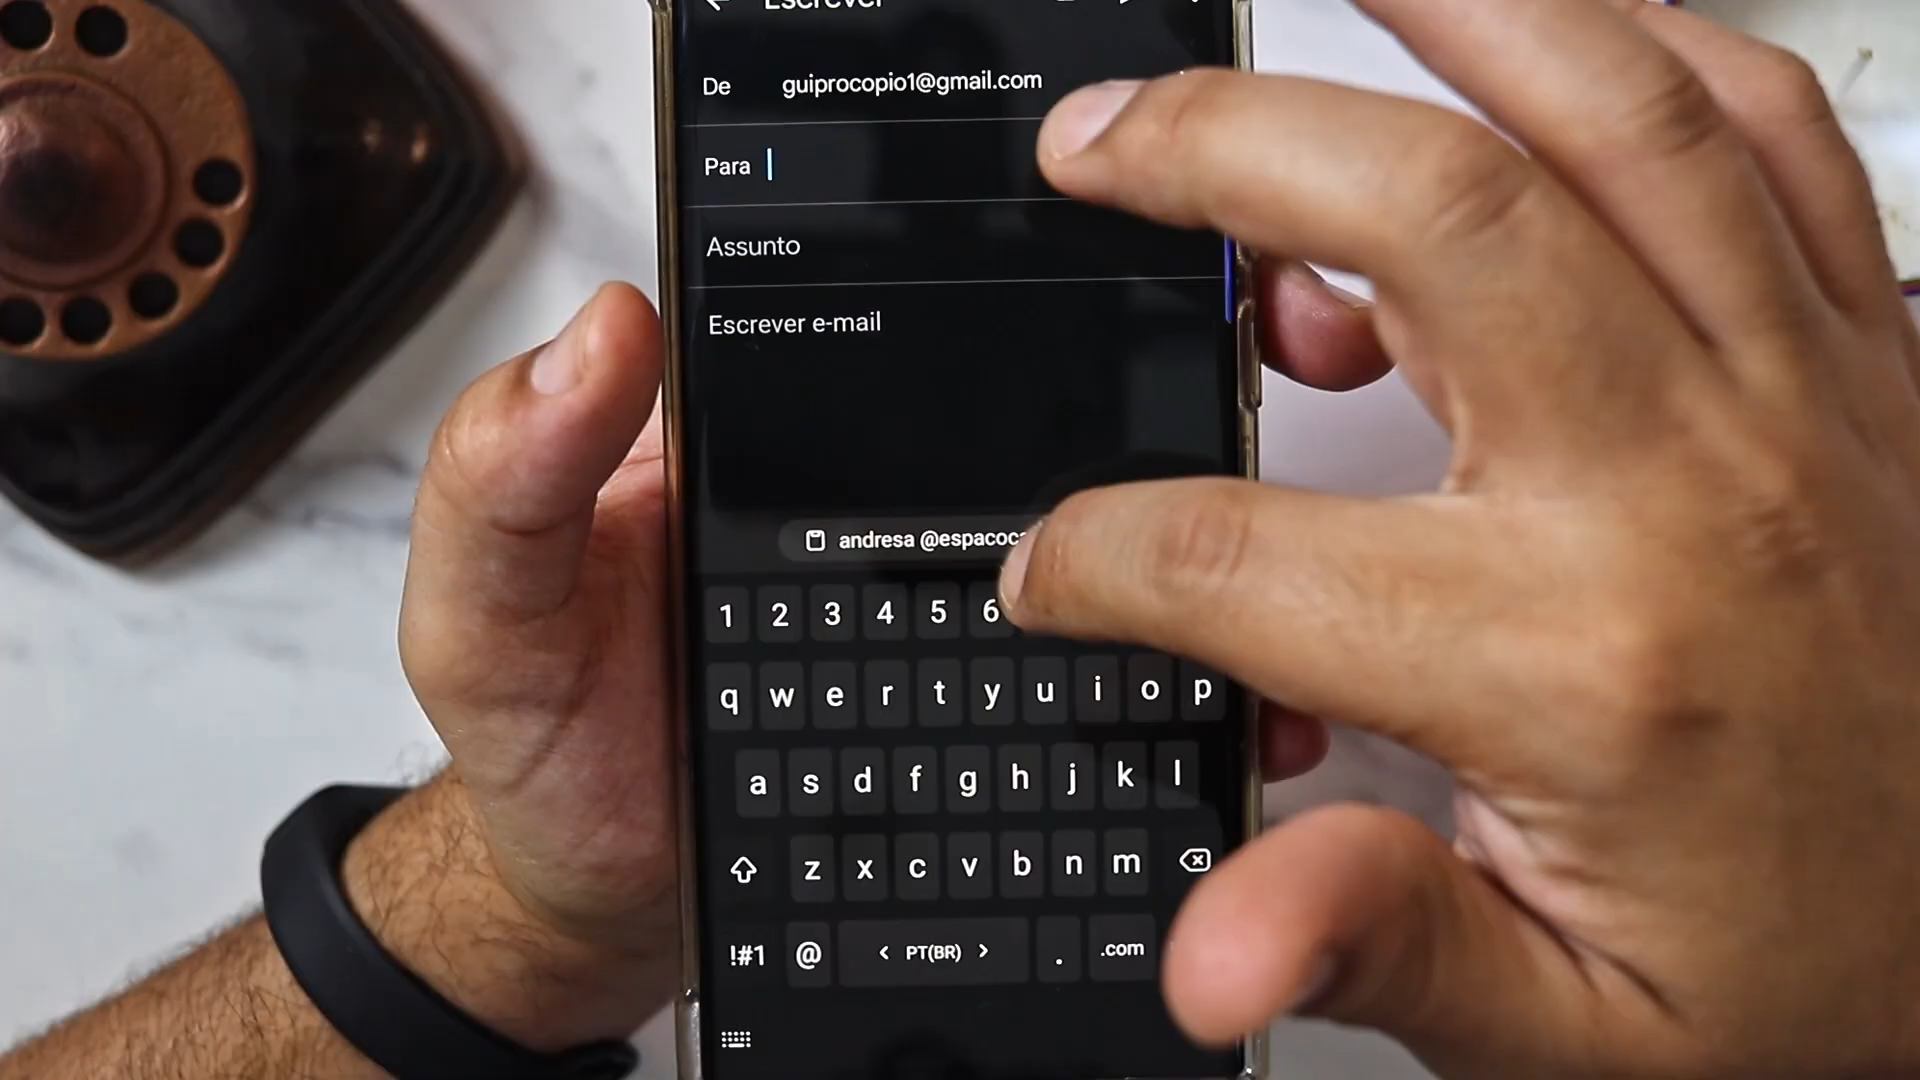 Escrever
De guiprocopio1@gmail.com
Para
Assunto
Escrever e-mail
andresa @espacoc
1 2 3 4 5 6
q w e r t y u i o p
a s d f g h j k l
z x c v b n m
!#1 @ < PT(BR) > . .com